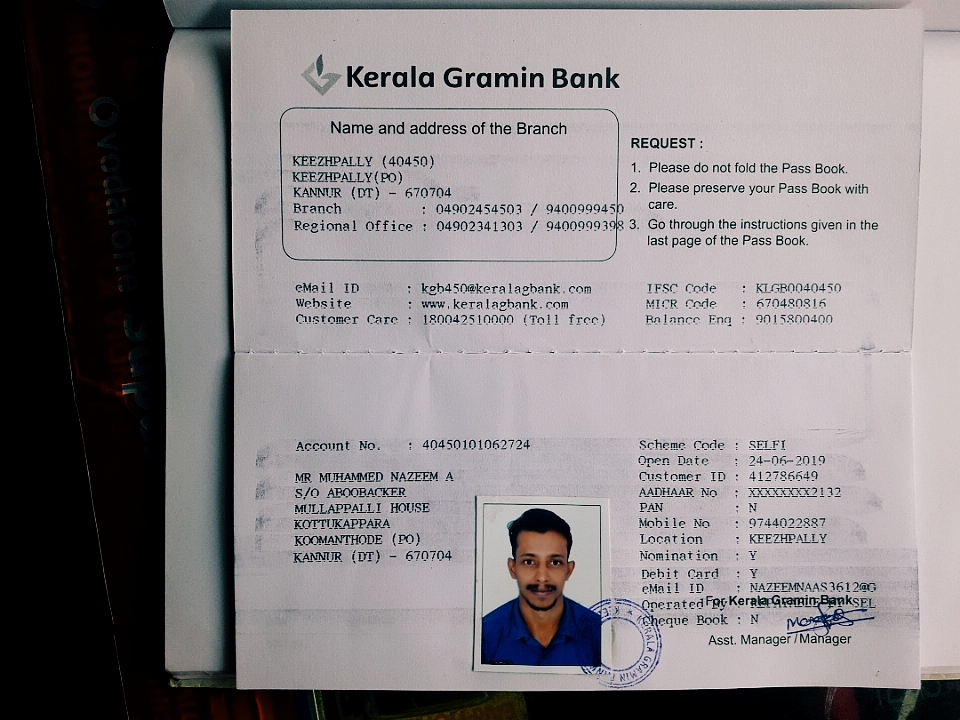 Kerala Gramin Bank
Name and address of the Branch
KEEZHPALLY (40450)
KEEZHPALLY(PO)
KANNUR (DT) - 670704
Branch : 04902454503 / 9400999450
Regional Office : 04902341303 / 9400999398
REQUEST :
1. Please do not fold the Pass Book.
2. Please preserve your Pass Book with
care.
3. Go through the instructions given in the
last page of the Pass Book.
eMail ID : kgb450@keralagbank.com
Website : www.keralagbank.com
Customer Care : 180042510000 (Toll free)
IFSC Code : KLGB0040450
MICR Code : 670480816
Balance Enq : 9015800400
Account No. : 40450101062724
MR MUHAMMED NAZEEM A
S/O ABOOBACKER
MULLAPPALLI HOUSE
KOTTUKAPPARA
KOOMANTHODE (PO)
KANNUR (DT) - 670704
Scheme Code : SELFI
Open Date : 24-06-2019
Customer ID : 412786649
AADHAAR No : XXXXXXXX2132
PAN : N
Mobile No : 9744022887
Location : KEEZHPALLY
Nomination : Y
Debit Card : Y
eMail ID : NAZEEMNAAS3612@G
Operated By :
For Kerala Gramin Bank
Cheque Book : N
Asst. Manager / Manager
KERALA GRAMIN
vodafone